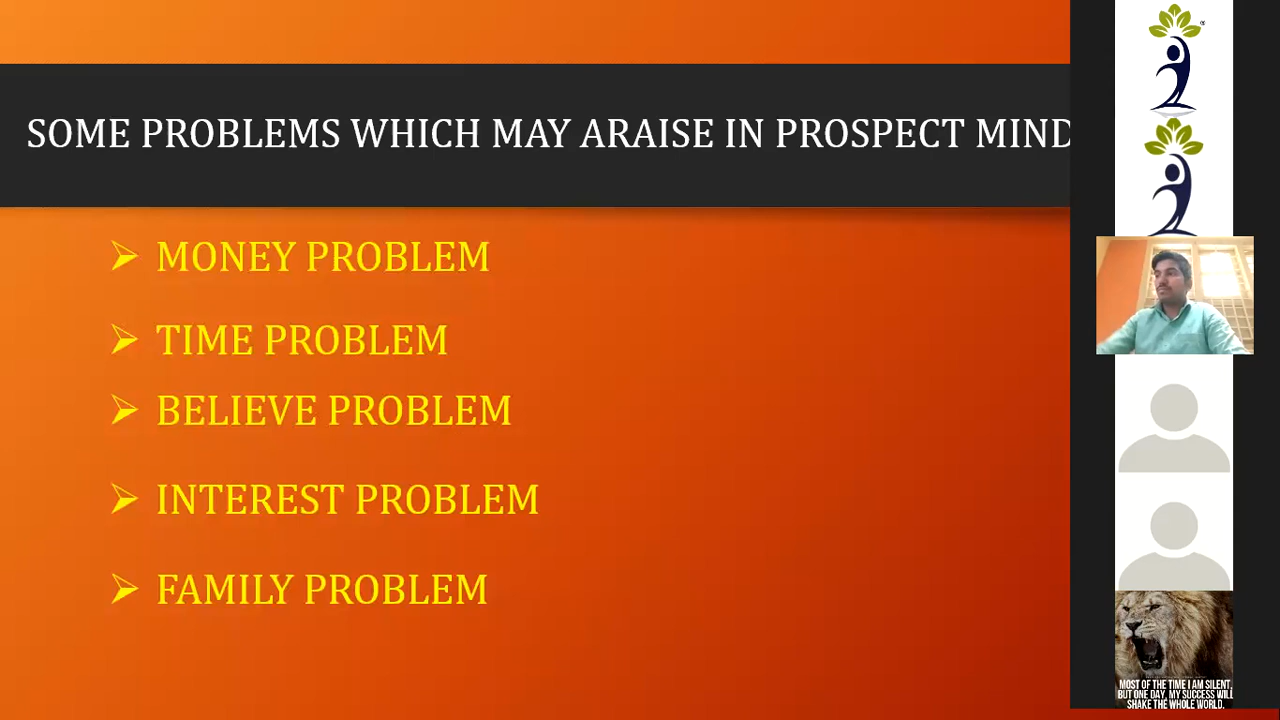 SOME PROBLEMS WHICH MAY ARAISE IN PROSPECT MIND
MONEY PROBLEM
TIME PROBLEM
BELIEVE PROBLEM
INTEREST PROBLEM
FAMILY PROBLEM
MOST OF THE TIME I AM SILENT.
BUT ONE DAY, MY SUCCESS WILL
SHAKE THE WHOLE WORLD.